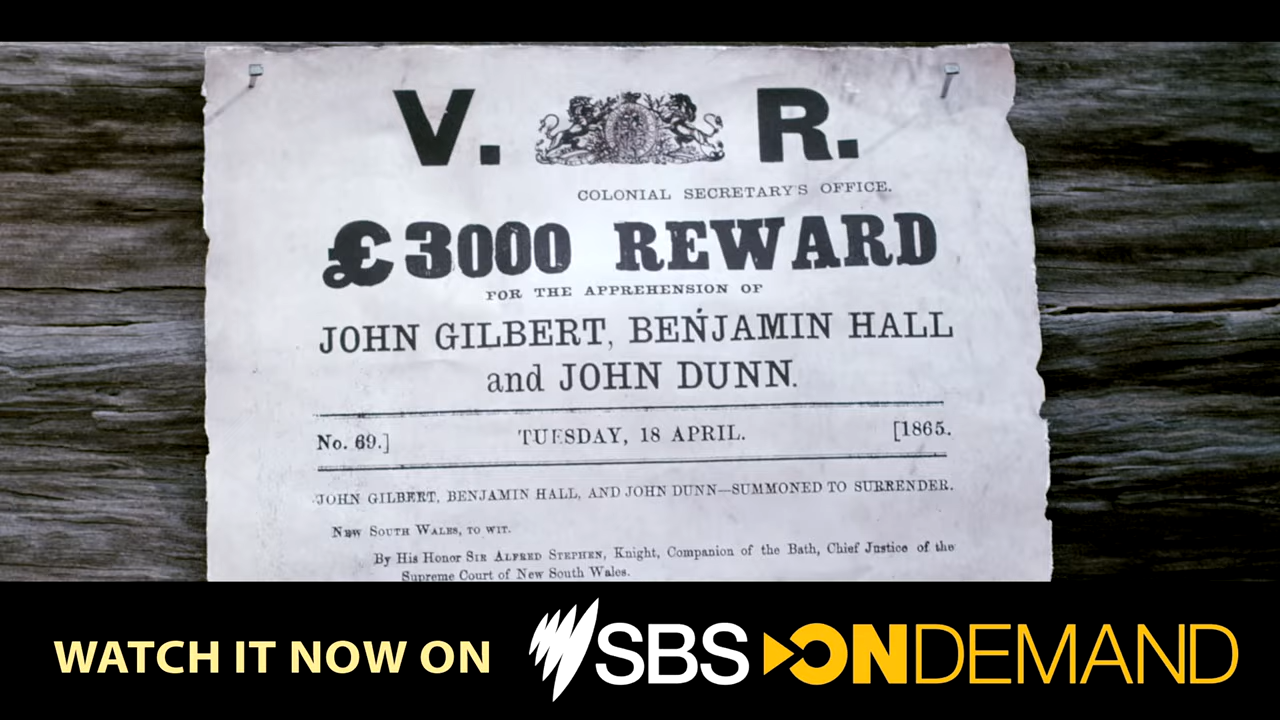 V. R.
COLONIAL SECRETARY'S OFFICE.
£3000 REWARD
FOR THE APPREHENSION OF
JOHN GILBERT, BENJAMIN HALL
and JOHN DUNN.
No. 69.] TUESDAY, 18 APRIL. [1865.
JOHN GILBERT, BENJAMIN HALL, AND JOHN DUNN—SUMMONED TO SURRENDER.
NEW SOUTH WALES, TO WIT.
By His Honor SIR ALFRED STEPHEN, Knight, Companion of the Bath, Chief Justice of the
Supreme Court of New South Wales.
WATCH IT NOW ON SBS ON DEMAND